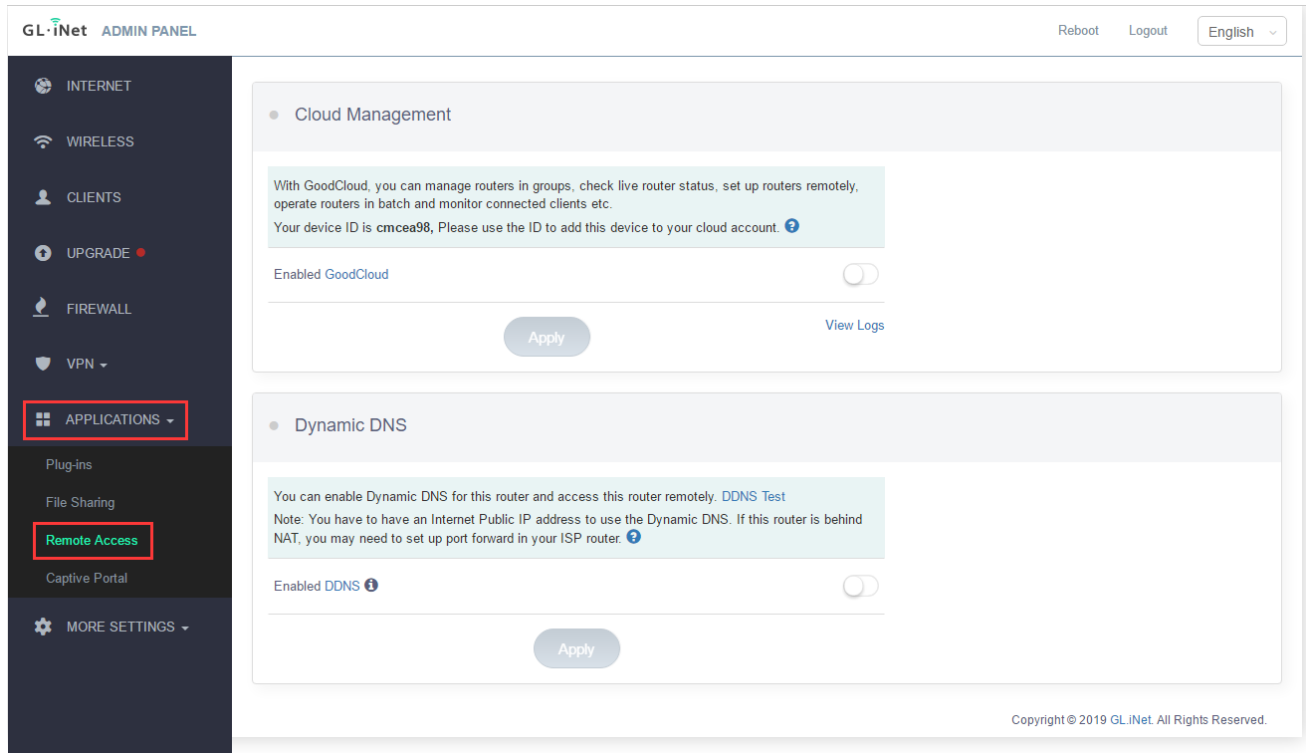 GL·iNet ADMIN PANEL
Reboot Logout English
INTERNET
WIRELESS
CLIENTS
UPGRADE
FIREWALL
VPN
APPLICATIONS
Plug-ins
File Sharing
Remote Access
Captive Portal
MORE SETTINGS
Cloud Management
With GoodCloud, you can manage routers in groups, check live router status, set up routers remotely,
operate routers in batch and monitor connected clients etc.
Your device ID is cmcea98, Please use the ID to add this device to your cloud account. ?
Enabled GoodCloud
Apply
View Logs
Dynamic DNS
You can enable Dynamic DNS for this router and access this router remotely. DDNS Test
Note: You have to have an Internet Public IP address to use the Dynamic DNS. If this router is behind
NAT, you may need to set up port forward in your ISP router. ?
Enabled DDNS i
Apply
Copyright © 2019 GL.iNet. All Rights Reserved.